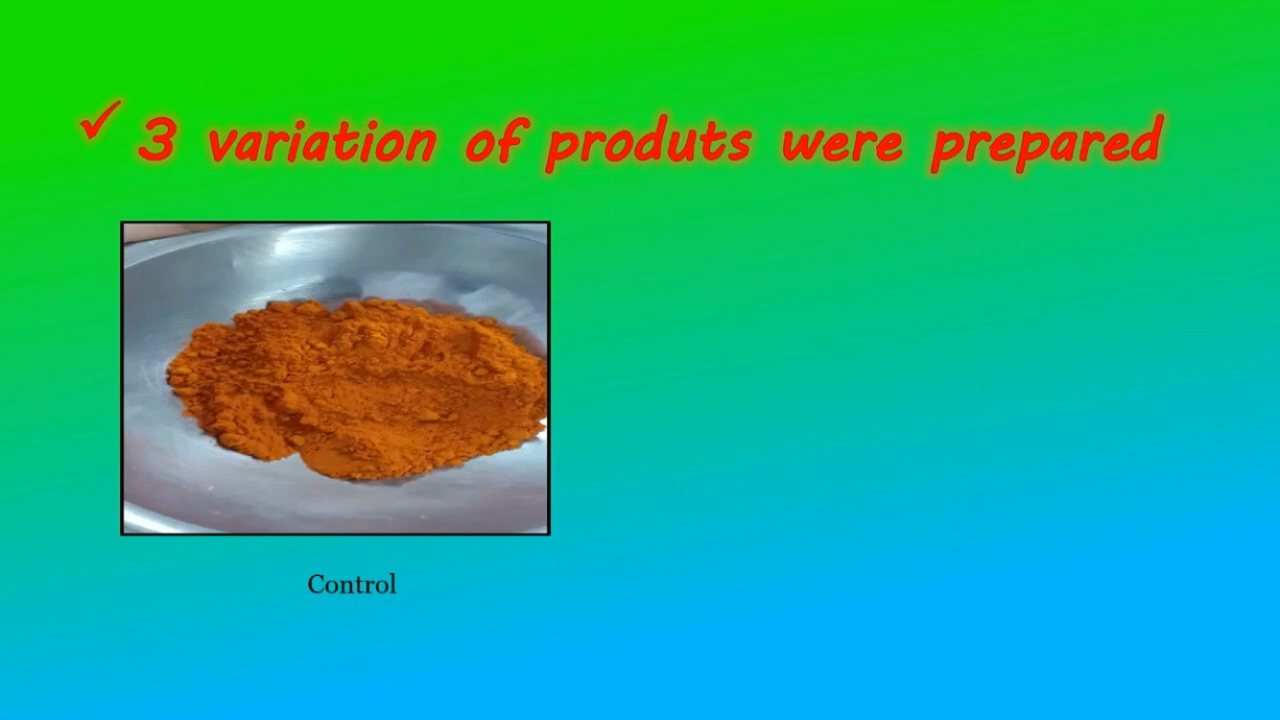 ✓ 3 variation of produts were prepared
Control